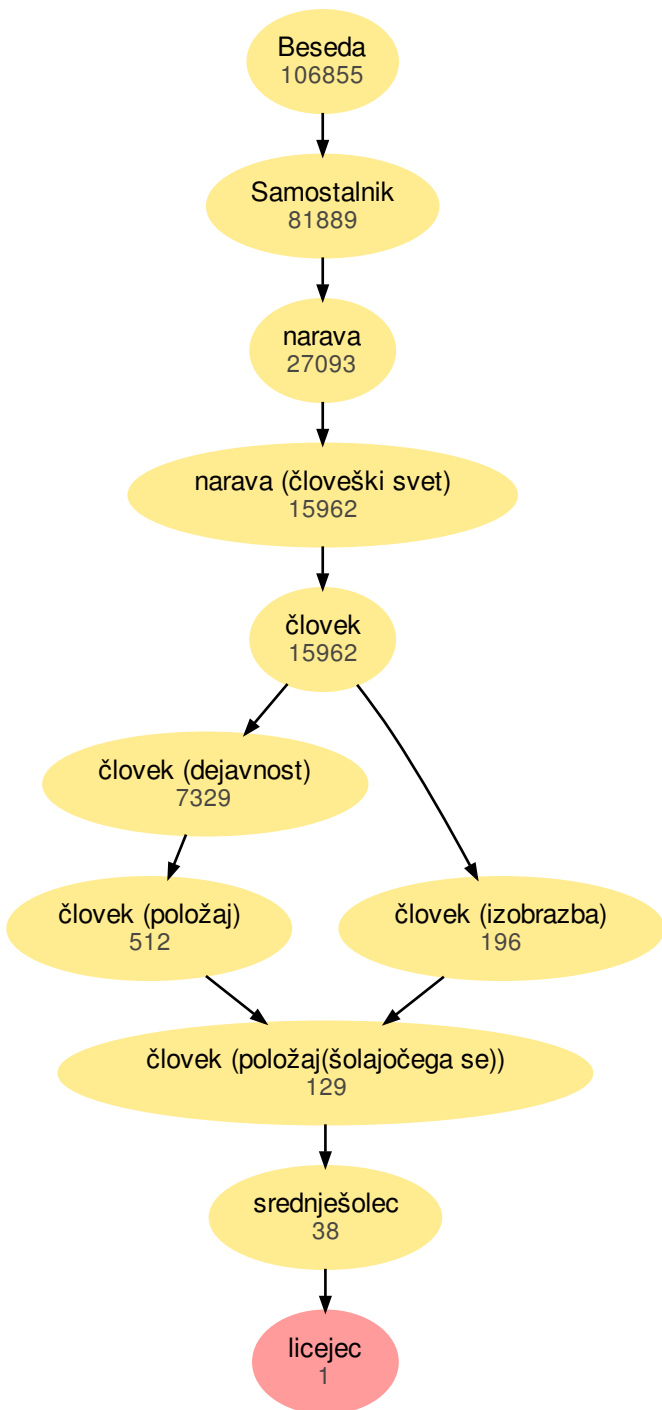 Beseda
106855
Samostalnik
81889
narava
27093
narava (človeški svet)
15962
človek
15962
človek (dejavnost)
7329
človek (položaj)
512
človek (izobrazba)
196
človek (položaj(šolajočega se))
129
srednješolec
38
licejec
1